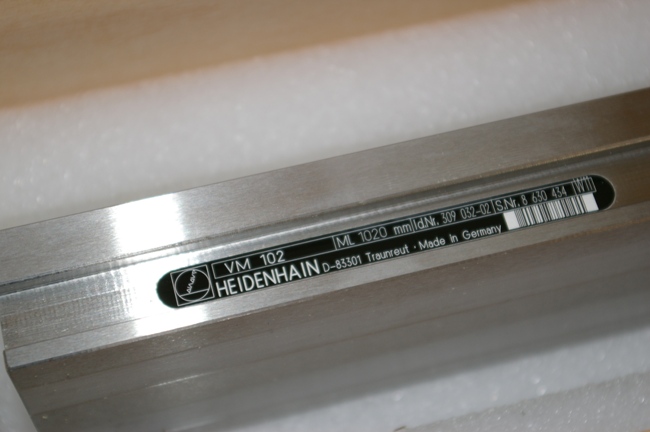 VM 102 ML 1020 mm Id.Nr. 309 032-02 S.Nr. 8 630 434 W11
HEIDENHAIN D-83301 Traunreut · Made in Germany